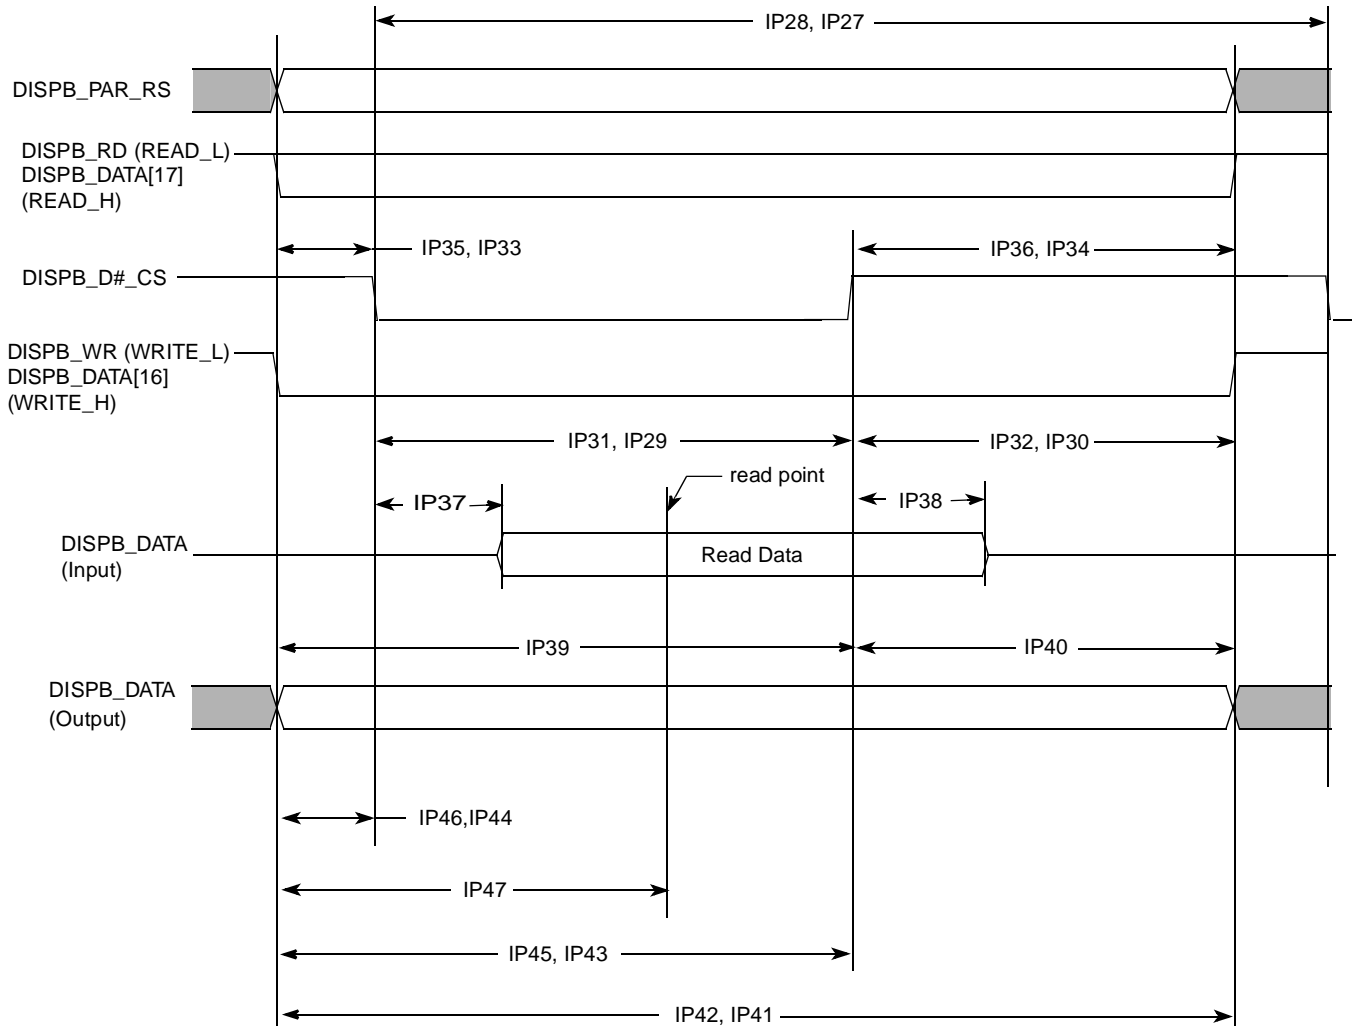 IP28, IP27
DISPB_PAR_RS
DISPB_RD (READ_L)
DISPB_DATA[17]
(READ_H)
IP35, IP33
IP36, IP34
DISPB_D#_CS
DISPB_WR (WRITE_L)
DISPB_DATA[16]
(WRITE_H)
IP31, IP29
IP32, IP30
read point
IP37
IP38
DISPB_DATA
(Input)
Read Data
IP39
IP40
DISPB_DATA
(Output)
IP46,IP44
IP47
IP45, IP43
IP42, IP41